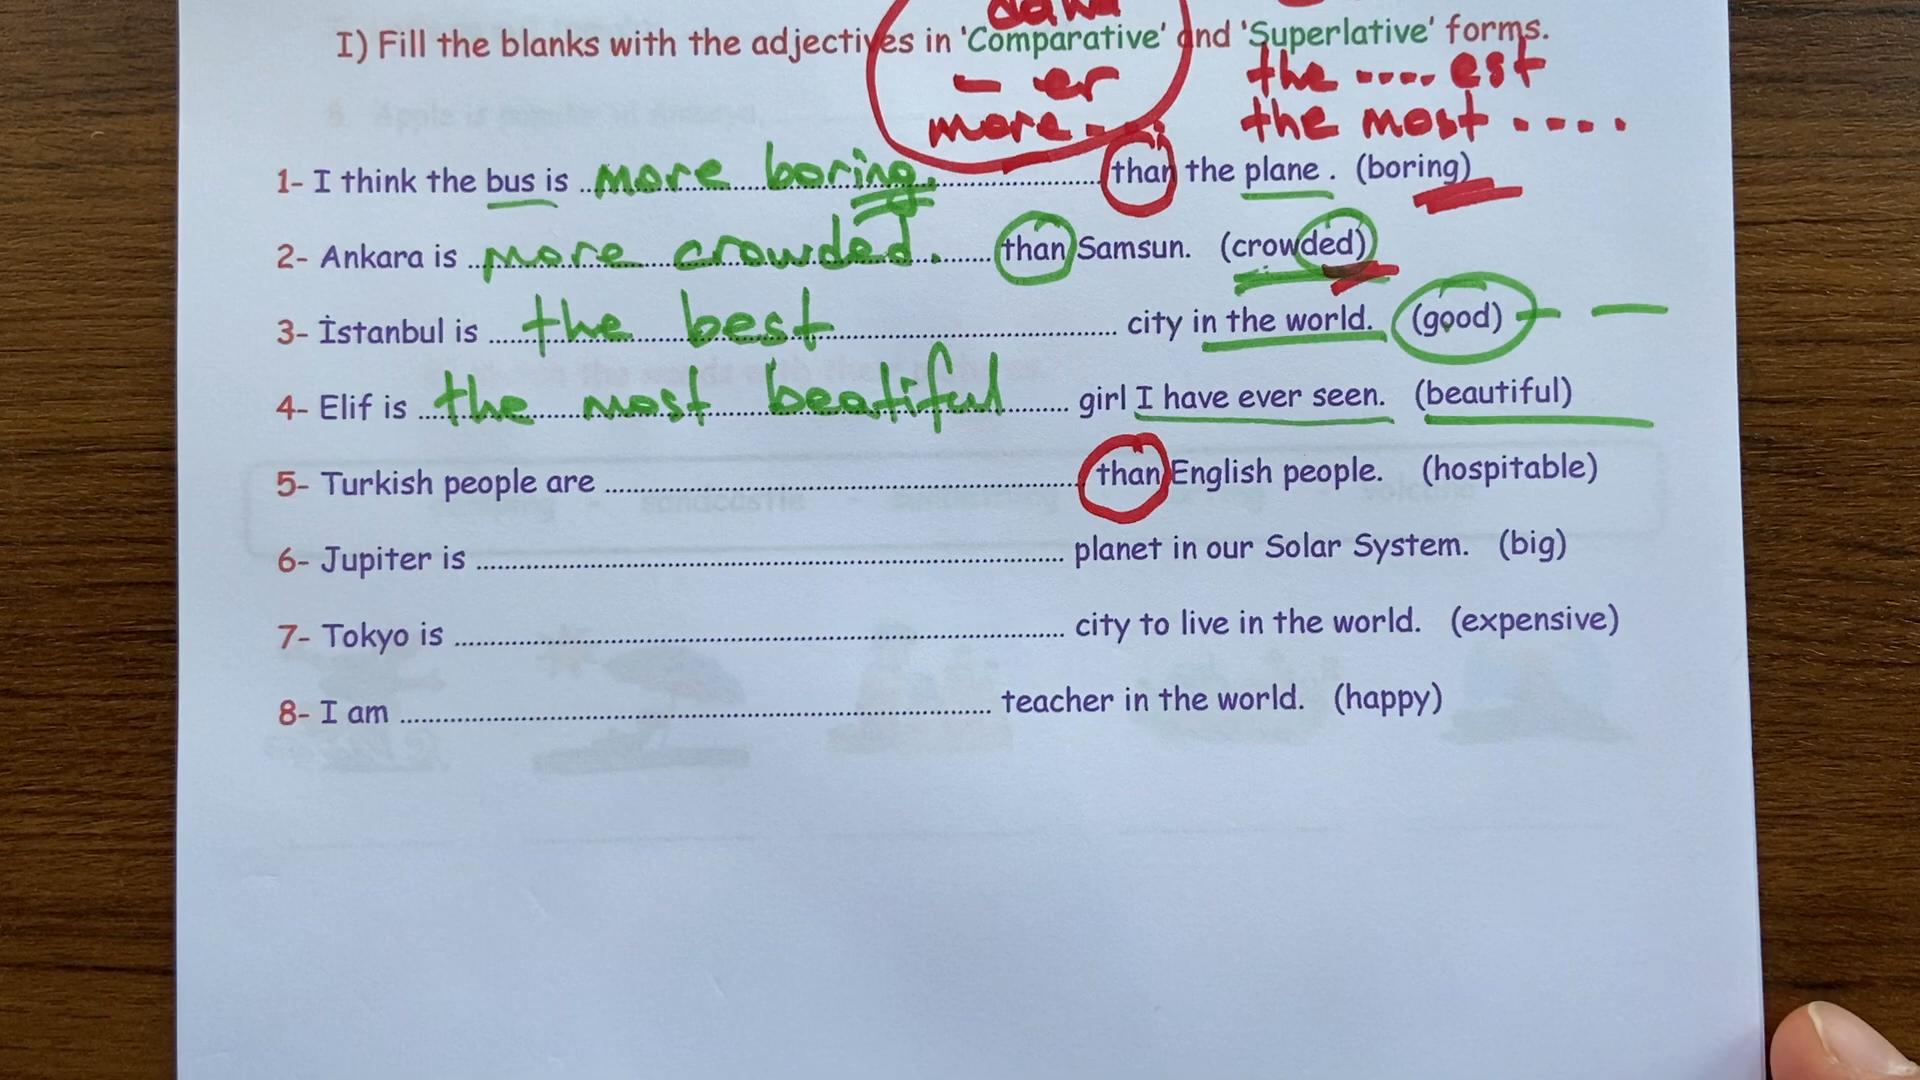 daha
I) Fill the blanks with the adjectives in 'Comparative' and 'Superlative' forms.
- er the .... est
more.... the most ....
1- I think the bus is more boring. than the plane . (boring)
2- Ankara is more crowded. than Samsun. (crowded)
3- İstanbul is the best city in the world. (good)
4- Elif is the most beatiful girl I have ever seen. (beautiful)
5- Turkish people are ........ than English people. (hospitable)
6- Jupiter is ........ planet in our Solar System. (big)
7- Tokyo is ........ city to live in the world. (expensive)
8- I am ........ teacher in the world. (happy)